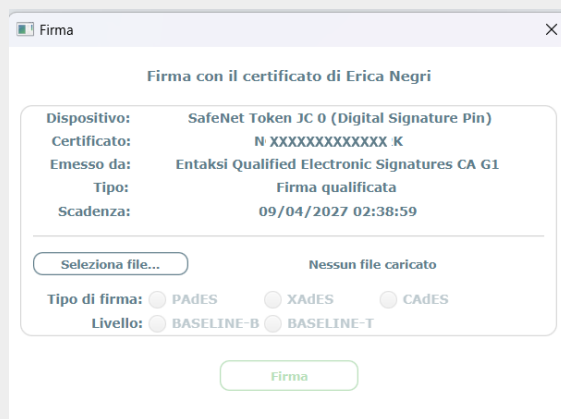 Firma
Firma con il certificato di Erica Negri
Dispositivo: SafeNet Token JC 0 (Digital Signature Pin)
Certificato: N XXXXXXXXXXXXX K
Emesso da: Entaksi Qualified Electronic Signatures CA G1
Tipo: Firma qualificata
Scadenza: 09/04/2027 02:38:59
Seleziona file... Nessun file caricato
Tipo di firma: PAdES XAdES CAdES
Livello: BASELINE-B BASELINE-T
Firma